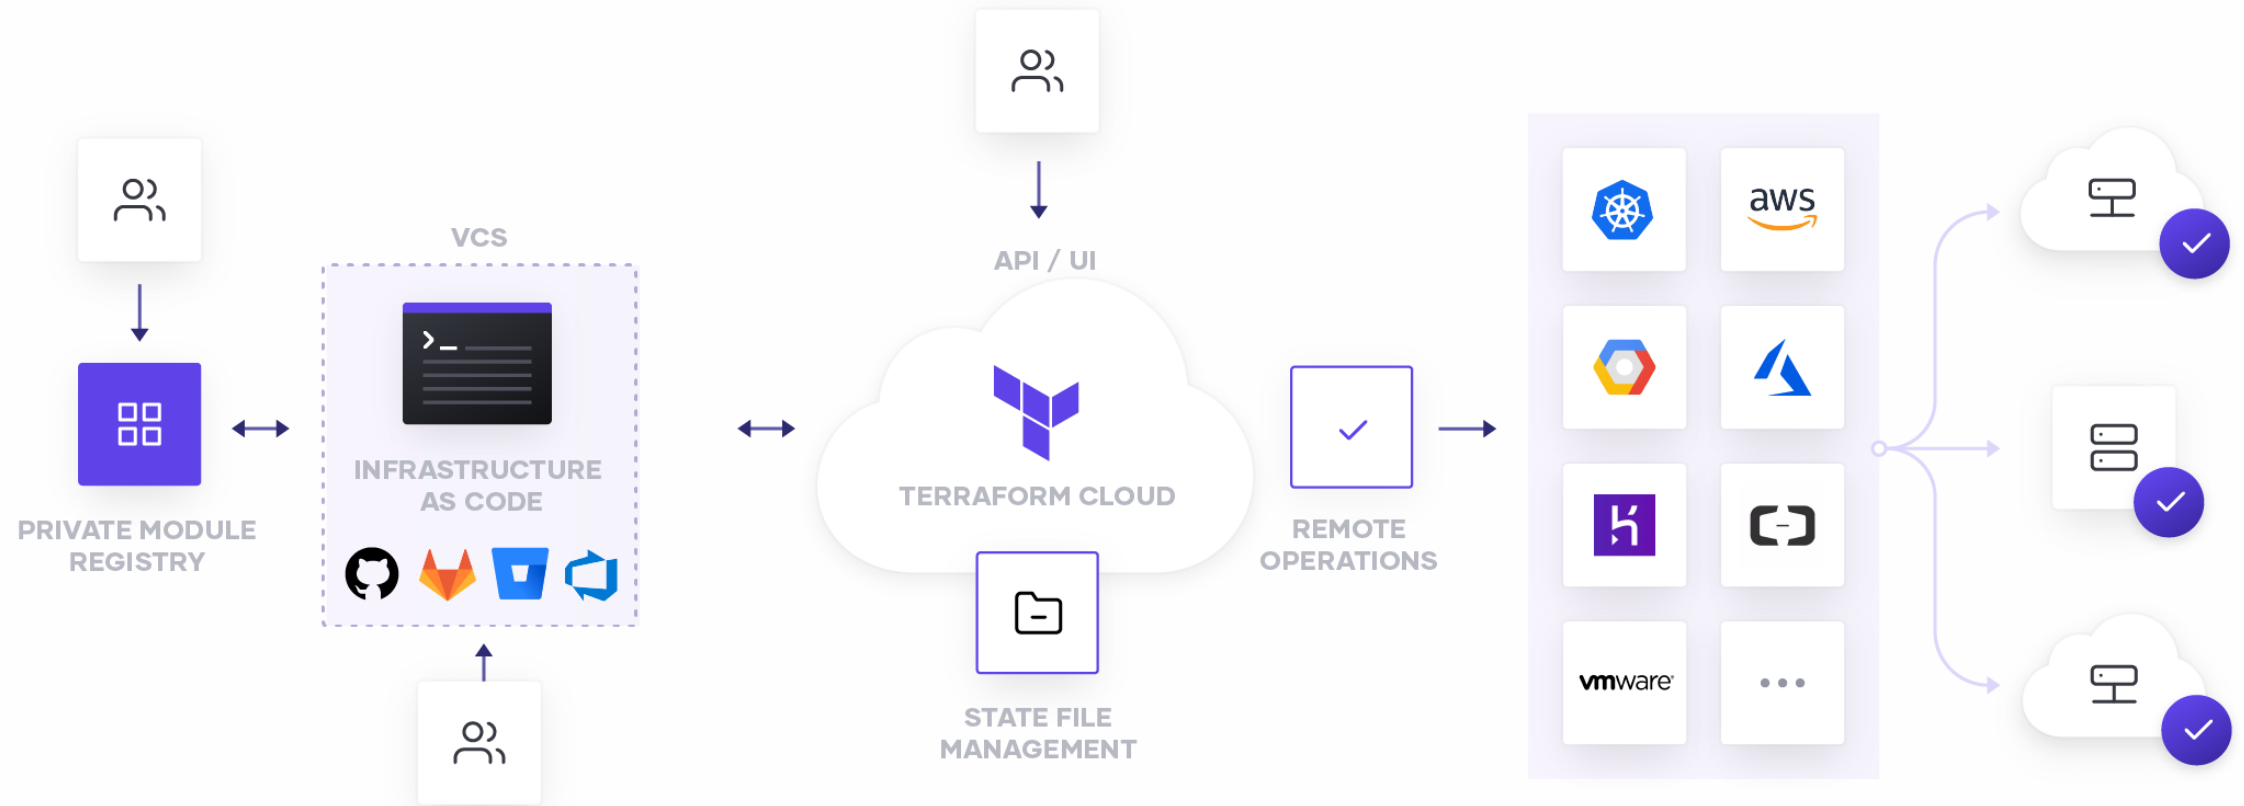 VCS
INFRASTRUCTURE
AS CODE
PRIVATE MODULE
REGISTRY
API / UI
TERRAFORM CLOUD
STATE FILE
MANAGEMENT
REMOTE
OPERATIONS
aws
vmware